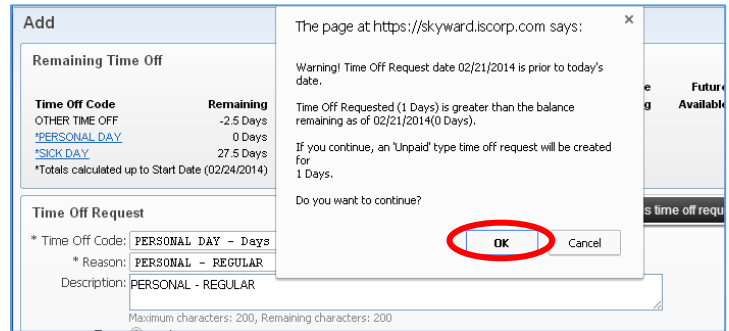 Add
Remaining Time Off
Time Off Code Remaining
OTHER TIME OFF -2.5 Days
*PERSONAL DAY 0 Days
*SICK DAY 27.5 Days
*Totals calculated up to Start Date (02/24/2014)
The page at https://skyward.iscorp.com says: ×
Warning! Time Off Request date 02/21/2014 is prior to today's
date.
Time Off Requested (1 Days) is greater than the balance
remaining as of 02/21/2014(0 Days).
If you continue, an 'Unpaid' type time off request will be created
for
1 Days.
Do you want to continue?
OK Cancel
Future
Available
Time Off Request
s time off requ
* Time Off Code: PERSONAL DAY - Days
* Reason: PERSONAL - REGULAR
Description: PERSONAL - REGULAR
Maximum characters: 200, Remaining characters: 200